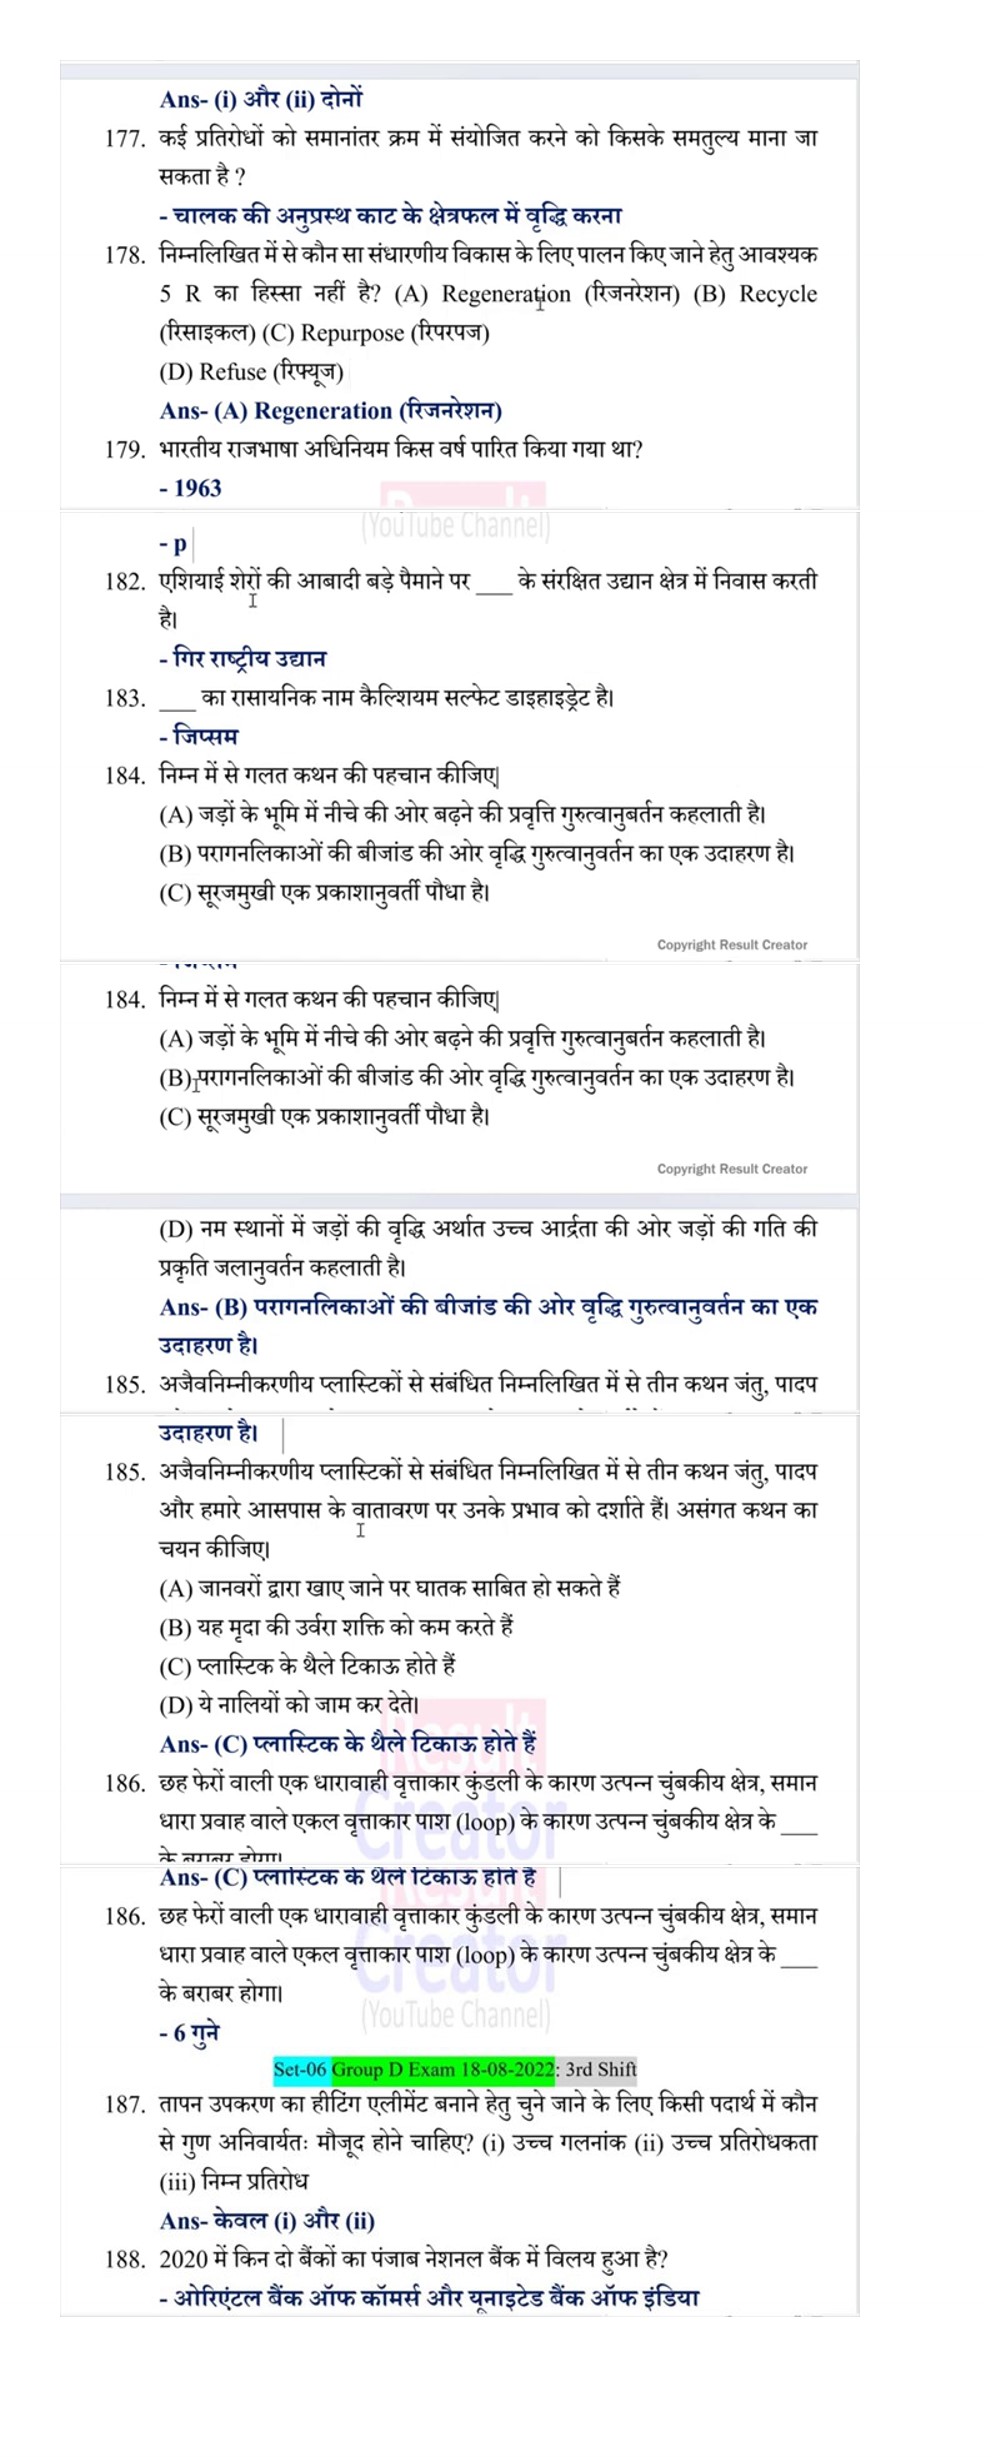 Ans- (i) और (ii) दोनों
177. कई प्रतिरोधों को समानांतर क्रम में संयोजित करने को किसके समतुल्य माना जा
सकता है ?
- चालक की अनुप्रस्थ काट के क्षेत्रफल में वृद्धि करना
178. निम्नलिखित में से कौन सा संधारणीय विकास के लिए पालन किए जाने हेतु आवश्यक
5 R का हिस्सा नहीं है? (A) Regeneration (रिजनरेशन) (B) Recycle
(रिसाइकल) (C) Repurpose (रिपरपज)
(D) Refuse (रिफ्यूज)
Ans- (A) Regeneration (रिजनरेशन)
179. भारतीय राजभाषा अधिनियम किस वर्ष पारित किया गया था?
- 1963
(YouTube Channel)
- p
182. एशियाई शेरों की आबादी बड़े पैमाने पर ____ के संरक्षित उद्यान क्षेत्र में निवास करती
है।
- गिर राष्ट्रीय उद्यान
183. ____ का रासायनिक नाम कैल्शियम सल्फेट डाइहाइड्रेट है।
- जिप्सम
184. निम्न में से गलत कथन की पहचान कीजिए|
(A) जड़ों के भूमि में नीचे की ओर बढ़ने की प्रवृत्ति गुरुत्वानुबर्तन कहलाती है।
(B) परागनलिकाओं की बीजांड की ओर वृद्धि गुरुत्वानुवर्तन का एक उदाहरण है।
(C) सूरजमुखी एक प्रकाशानुवर्ती पौधा है।
Copyright Result Creator
184. निम्न में से गलत कथन की पहचान कीजिए|
(A) जड़ों के भूमि में नीचे की ओर बढ़ने की प्रवृत्ति गुरुत्वानुबर्तन कहलाती है।
(B) परागनलिकाओं की बीजांड की ओर वृद्धि गुरुत्वानुवर्तन का एक उदाहरण है।
(C) सूरजमुखी एक प्रकाशानुवर्ती पौधा है।
Copyright Result Creator
(D) नम स्थानों में जड़ों की वृद्धि अर्थात उच्च आर्द्रता की ओर जड़ों की गति की
प्रकृति जलानुवर्तन कहलाती है।
Ans- (B) परागनलिकाओं की बीजांड की ओर वृद्धि गुरुत्वानुवर्तन का एक
उदाहरण है।
185. अजैवनिम्नीकरणीय प्लास्टिकों से संबंधित निम्नलिखित में से तीन कथन जंतु, पादप
उदाहरण है।
185. अजैवनिम्नीकरणीय प्लास्टिकों से संबंधित निम्नलिखित में से तीन कथन जंतु, पादप
और हमारे आसपास के वातावरण पर उनके प्रभाव को दर्शाते हैं। असंगत कथन का
चयन कीजिए।
(A) जानवरों द्वारा खाए जाने पर घातक साबित हो सकते हैं
(B) यह मृदा की उर्वरा शक्ति को कम करते हैं
(C) प्लास्टिक के थैले टिकाऊ होते हैं
(D) ये नालियों को जाम कर देते।
Ans- (C) प्लास्टिक के थैले टिकाऊ होते हैं
186. छह फेरों वाली एक धारावाही वृत्ताकार कुंडली के कारण उत्पन्न चुंबकीय क्षेत्र, समान
धारा प्रवाह वाले एकल वृत्ताकार पाश (loop) के कारण उत्पन्न चुंबकीय क्षेत्र के ____
के बराबर होगा।
Ans- (C) प्लास्टिक के थैले टिकाऊ होते हैं
186. छह फेरों वाली एक धारावाही वृत्ताकार कुंडली के कारण उत्पन्न चुंबकीय क्षेत्र, समान
धारा प्रवाह वाले एकल वृत्ताकार पाश (loop) के कारण उत्पन्न चुंबकीय क्षेत्र के ____
के बराबर होगा।
(YouTube Channel)
- 6 गुने
Set-06 Group D Exam 18-08-2022: 3rd Shift
187. तापन उपकरण का हीटिंग एलीमेंट बनाने हेतु चुने जाने के लिए किसी पदार्थ में कौन
से गुण अनिवार्यतः मौजूद होने चाहिए? (i) उच्च गलनांक (ii) उच्च प्रतिरोधकता
(iii) निम्न प्रतिरोध
Ans- केवल (i) और (ii)
188. 2020 में किन दो बैंकों का पंजाब नेशनल बैंक में विलय हुआ है?
- ओरिएंटल बैंक ऑफ कॉमर्स और यूनाइटेड बैंक ऑफ इंडिया